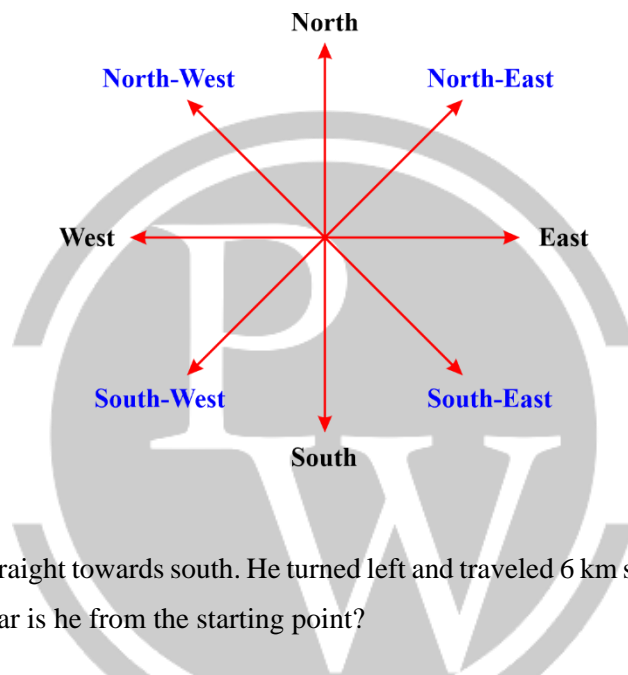 North
North-West North-East
West East
South-West South-East
South
PW
raight towards south. He turned left and traveled 6 km s
ar is he from the starting point?